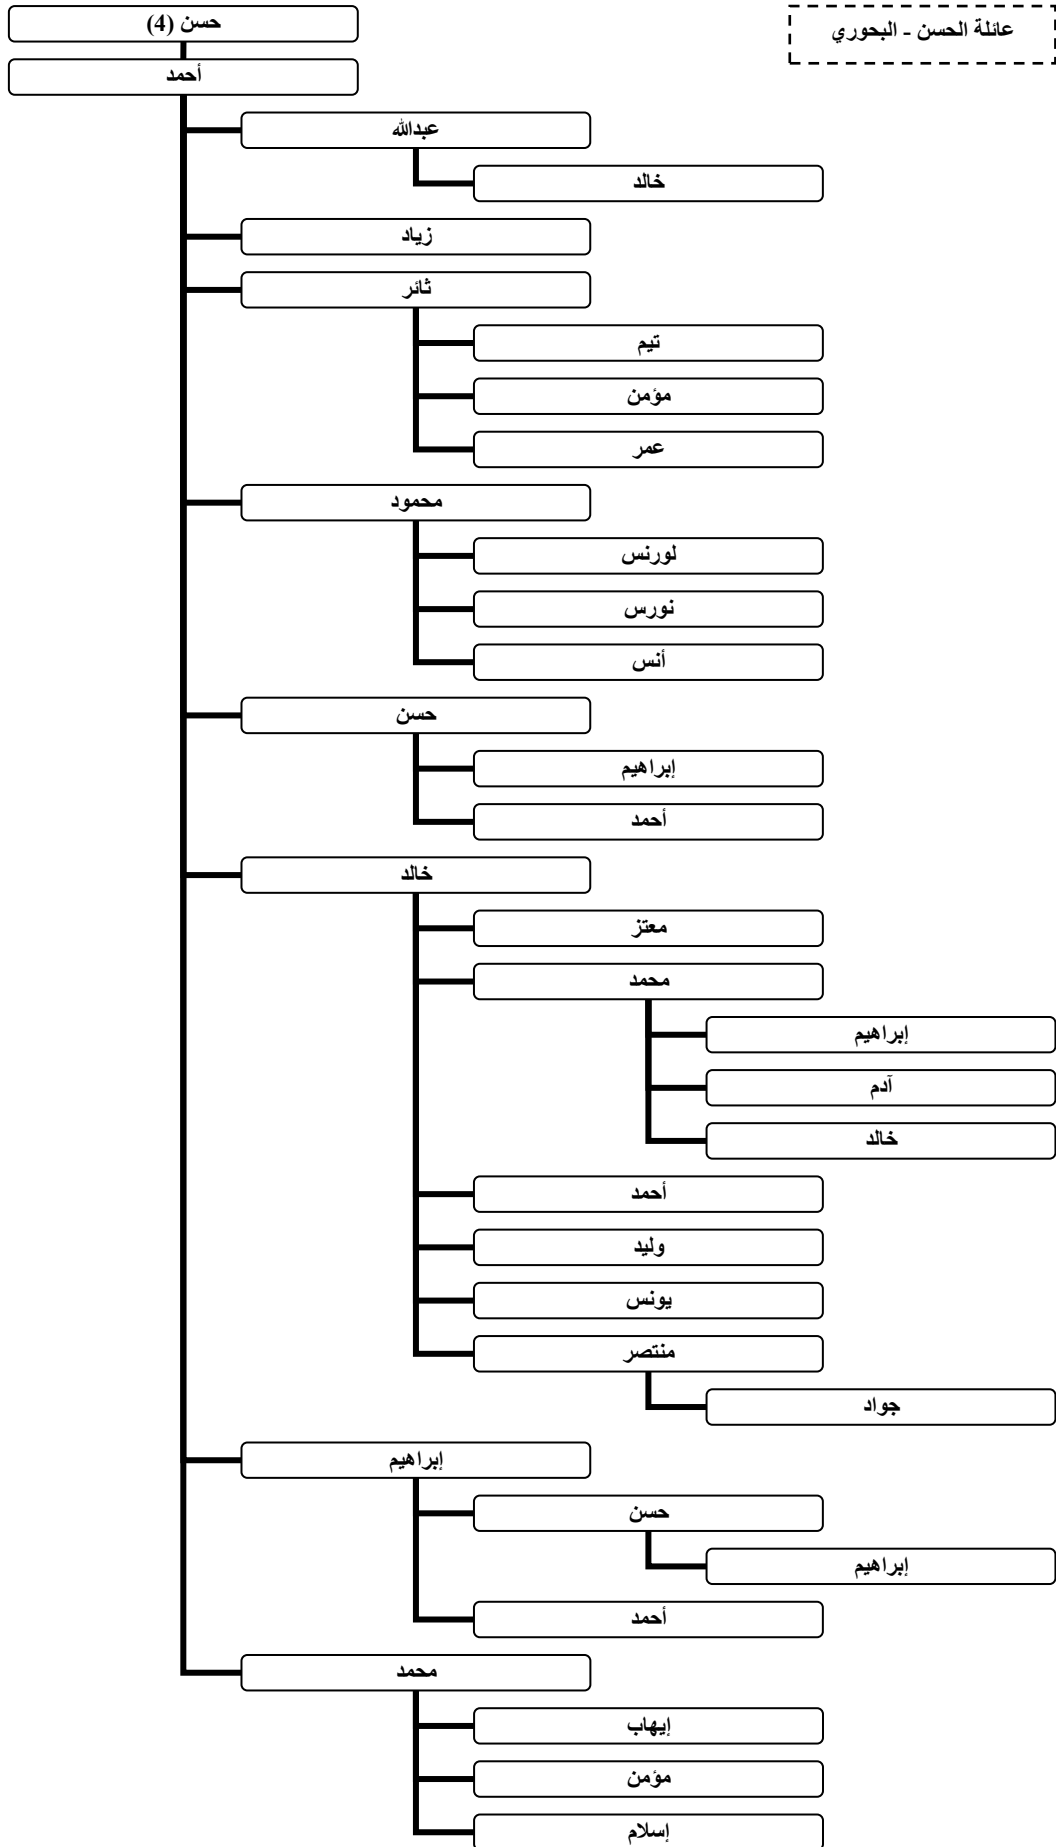 عائلة الحسن - البحوري
حسن (4)
أحمد
عبدالله
خالد
زياد
ثائر
تيم
مؤمن
عمر
محمود
لورنس
نورس
أنس
حسن
إبراهيم
أحمد
خالد
معتز
محمد
إبراهيم
آدم
خالد
أحمد
وليد
يونس
منتصر
جواد
إبراهيم
حسن
إبراهيم
أحمد
محمد
إيهاب
مؤمن
إسلام